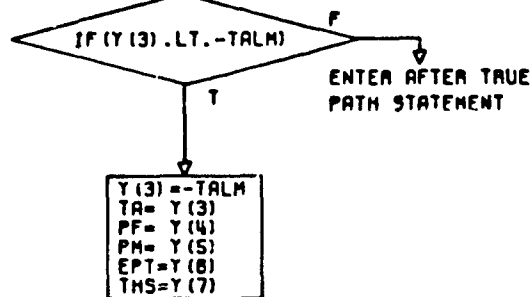 F
IF(Y(3).LT.-TALM)
ENTER AFTER TRUE
PATH STATEMENT
T
Y(3)=-TALM
TA= Y(3)
PF= Y(4)
PM= Y(5)
EPT=Y(6)
THS=Y(7)